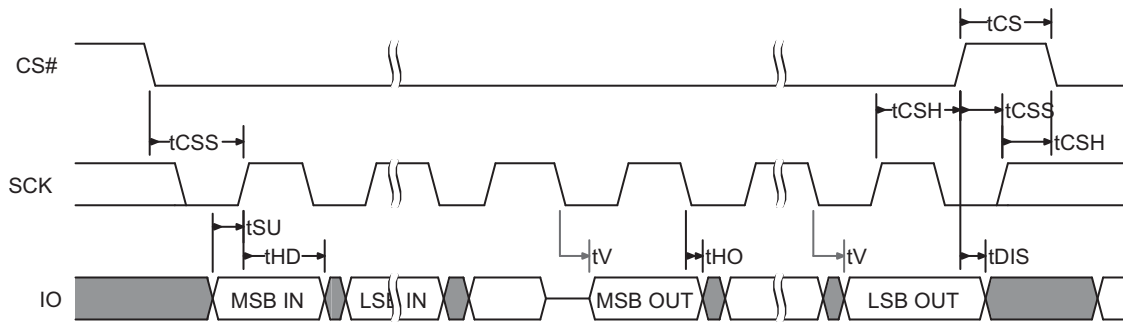 tCS
CS#
tCSH
tCSS
tCSS
tCSH
SCK
tSU
tHD
tV
tHO
tV
tDIS
IO
MSB IN
LSB IN
MSB OUT
LSB OUT